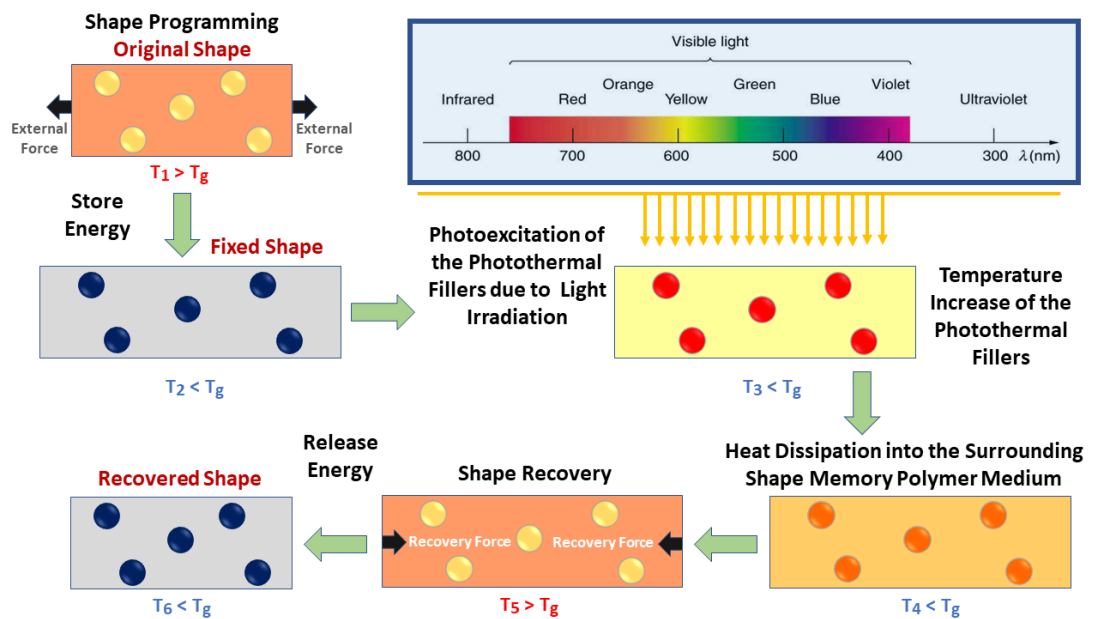 Shape Programming
Original Shape
External
Force
External
Force
T1 > Tg
Store
Energy
Fixed Shape
T2 < Tg
Visible light
Infrared
Red
Orange
Yellow
Green
Blue
Violet
Ultraviolet
800
700
600
500
400
300
λ(nm)
Photoexcitation of
the Photothermal
Fillers due to Light
Irradiation
Temperature
Increase of the
Photothermal
Fillers
T3 < Tg
Heat Dissipation into the Surrounding
Shape Memory Polymer Medium
T4 < Tg
Shape Recovery
Recovery Force
Recovery Force
T5 > Tg
Release
Energy
Recovered Shape
T6 < Tg